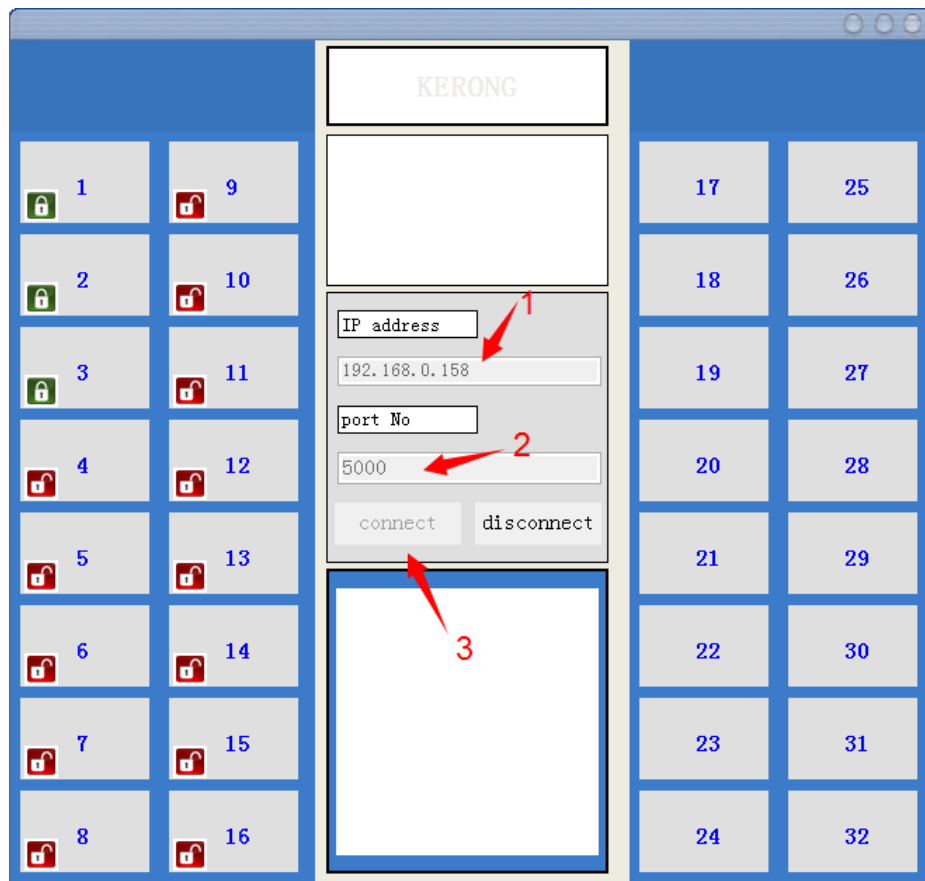 KERONG
1 9 17 25
2 10 18 26
1
IP address
192.168.0.158
3 11 19 27
port No
2
4 12 5000 20 28
connect disconnect
5 13 21 29
3
6 14 22 30
7 15 23 31
8 16 24 32